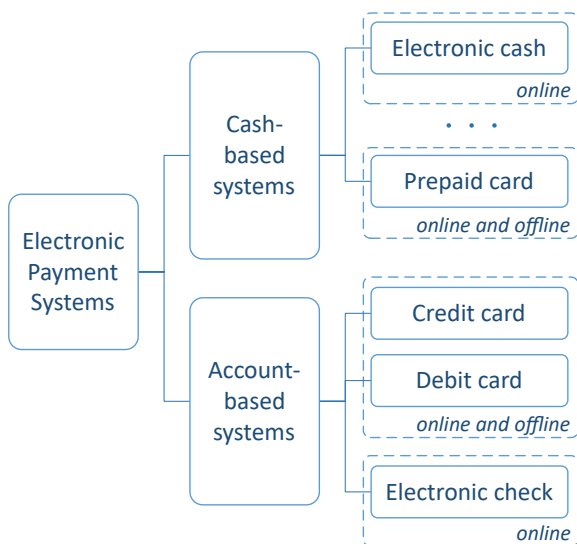 Electronic
Payment
Systems
Cash-
based
systems
Electronic cash
online
. . .
Prepaid card
online and offline
Account-
based
systems
Credit card
Debit card
online and offline
Electronic check
online